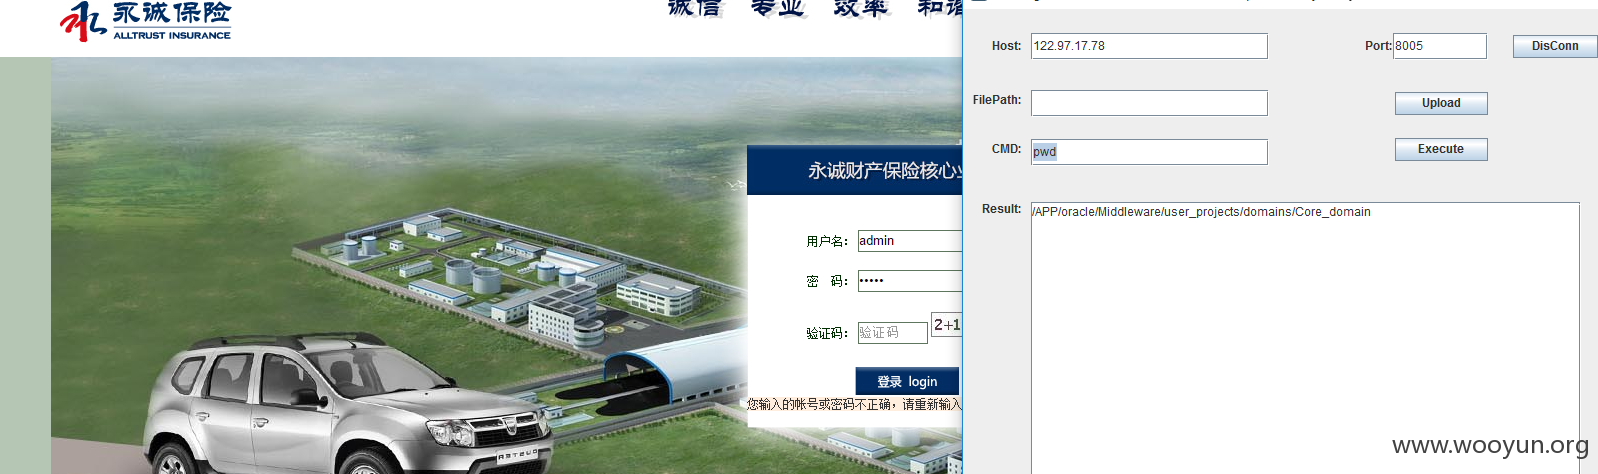 永诚保险
ALLTRUST INSURANCE
诚信 专业 效率 和谐
永诚财产保险核心业
用户名：admin
密 码：•••••
验证码：验证码 2+1
登录 login
您输入的帐号或密码不正确，请重新输入
Host: 122.97.17.78 Port: 8005 DisConn
FilePath: Upload
CMD: pwd Execute
Result: /APP/oracle/Middleware/user_projects/domains/Core_domain
www.wooyun.org